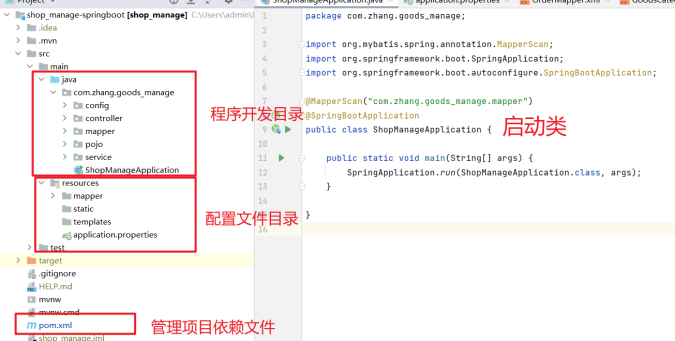 shop_manage-springboot [shop_manage] C:\Users\admin\
.idea
.mvn
src
main
java
com.zhang.goods_manage
config
controller
mapper
pojo
service
ShopManageApplication
resources
mapper
static
templates
application.properties
test
target
.gitignore
HELP.md
mvnw
mvnw.cmd
pom.xml
shop_manage.iml
程序开发目录
配置文件目录
管理项目依赖文件
ShopManageApplication.java
application.properties
OrderMapper.xml
1 package com.zhang.goods_manage;
2
3 import org.mybatis.spring.annotation.MapperScan;
4 import org.springframework.boot.SpringApplication;
5 import org.springframework.boot.autoconfigure.SpringBootApplication;
6
7 @MapperScan("com.zhang.goods_manage.mapper")
@SpringBootApplication
9 public class ShopManageApplication {
启动类
11 public static void main(String[] args) {
12 SpringApplication.run(ShopManageApplication.class, args);
13 }
14
15 }
16